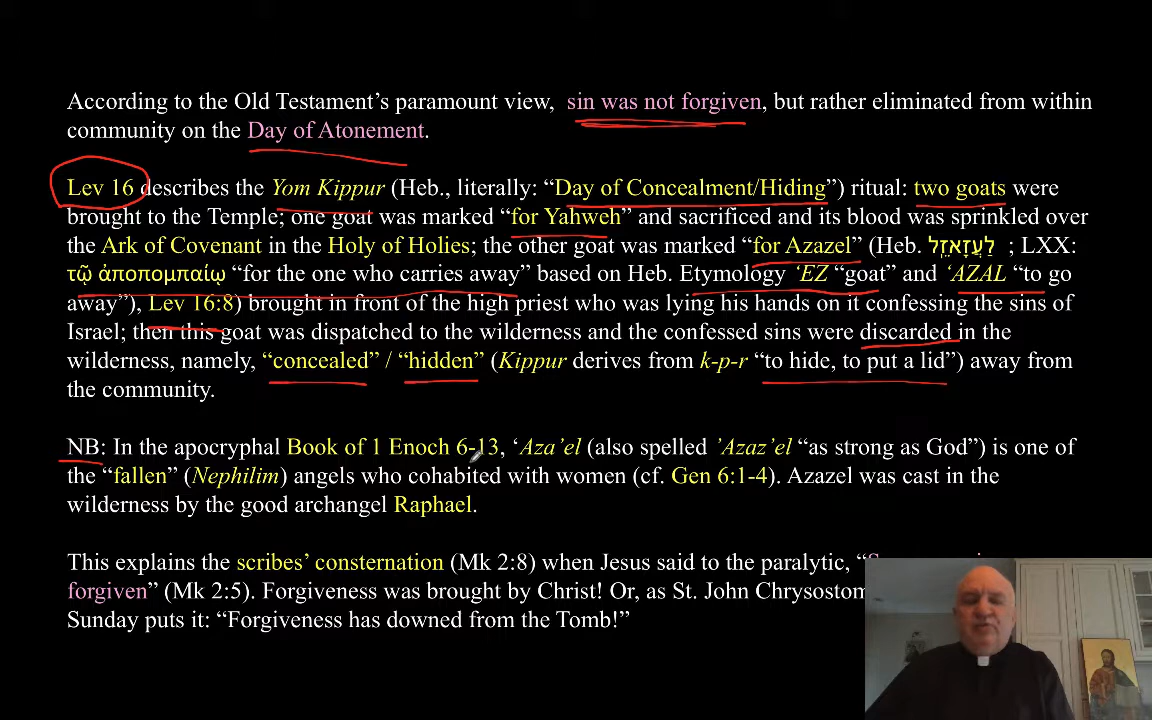 According to the Old Testament’s paramount view, sin was not forgiven, but rather eliminated from within
community on the Day of Atonement.
Lev 16 describes the Yom Kippur (Heb., literally: “Day of Concealment/Hiding”) ritual: two goats were
brought to the Temple; one goat was marked “for Yahweh” and sacrificed and its blood was sprinkled over
the Ark of Covenant in the Holy of Holies; the other goat was marked “for Azazel” (Heb. לַעֲזָאזֵֽל ; LXX:
τῷ ἀποπομπαίῳ “for the one who carries away” based on Heb. Etymology ‘EZ “goat” and ‘AZAL “to go
away”), Lev 16:8) brought in front of the high priest who was lying his hands on it confessing the sins of
Israel; then this goat was dispatched to the wilderness and the confessed sins were discarded in the
wilderness, namely, “concealed” / “hidden” (Kippur derives from k-p-r “to hide, to put a lid”) away from
the community.
NB: In the apocryphal Book of 1 Enoch 6-13, ‘Aza’el (also spelled ’Azaz’el “as strong as God”) is one of
the “fallen” (Nephilim) angels who cohabited with women (cf. Gen 6:1-4). Azazel was cast in the
wilderness by the good archangel Raphael.
This explains the scribes’ consternation (Mk 2:8) when Jesus said to the paralytic,
forgiven” (Mk 2:5). Forgiveness was brought by Christ! Or, as St. John Chrysostom
Sunday puts it: “Forgiveness has downed from the Tomb!”